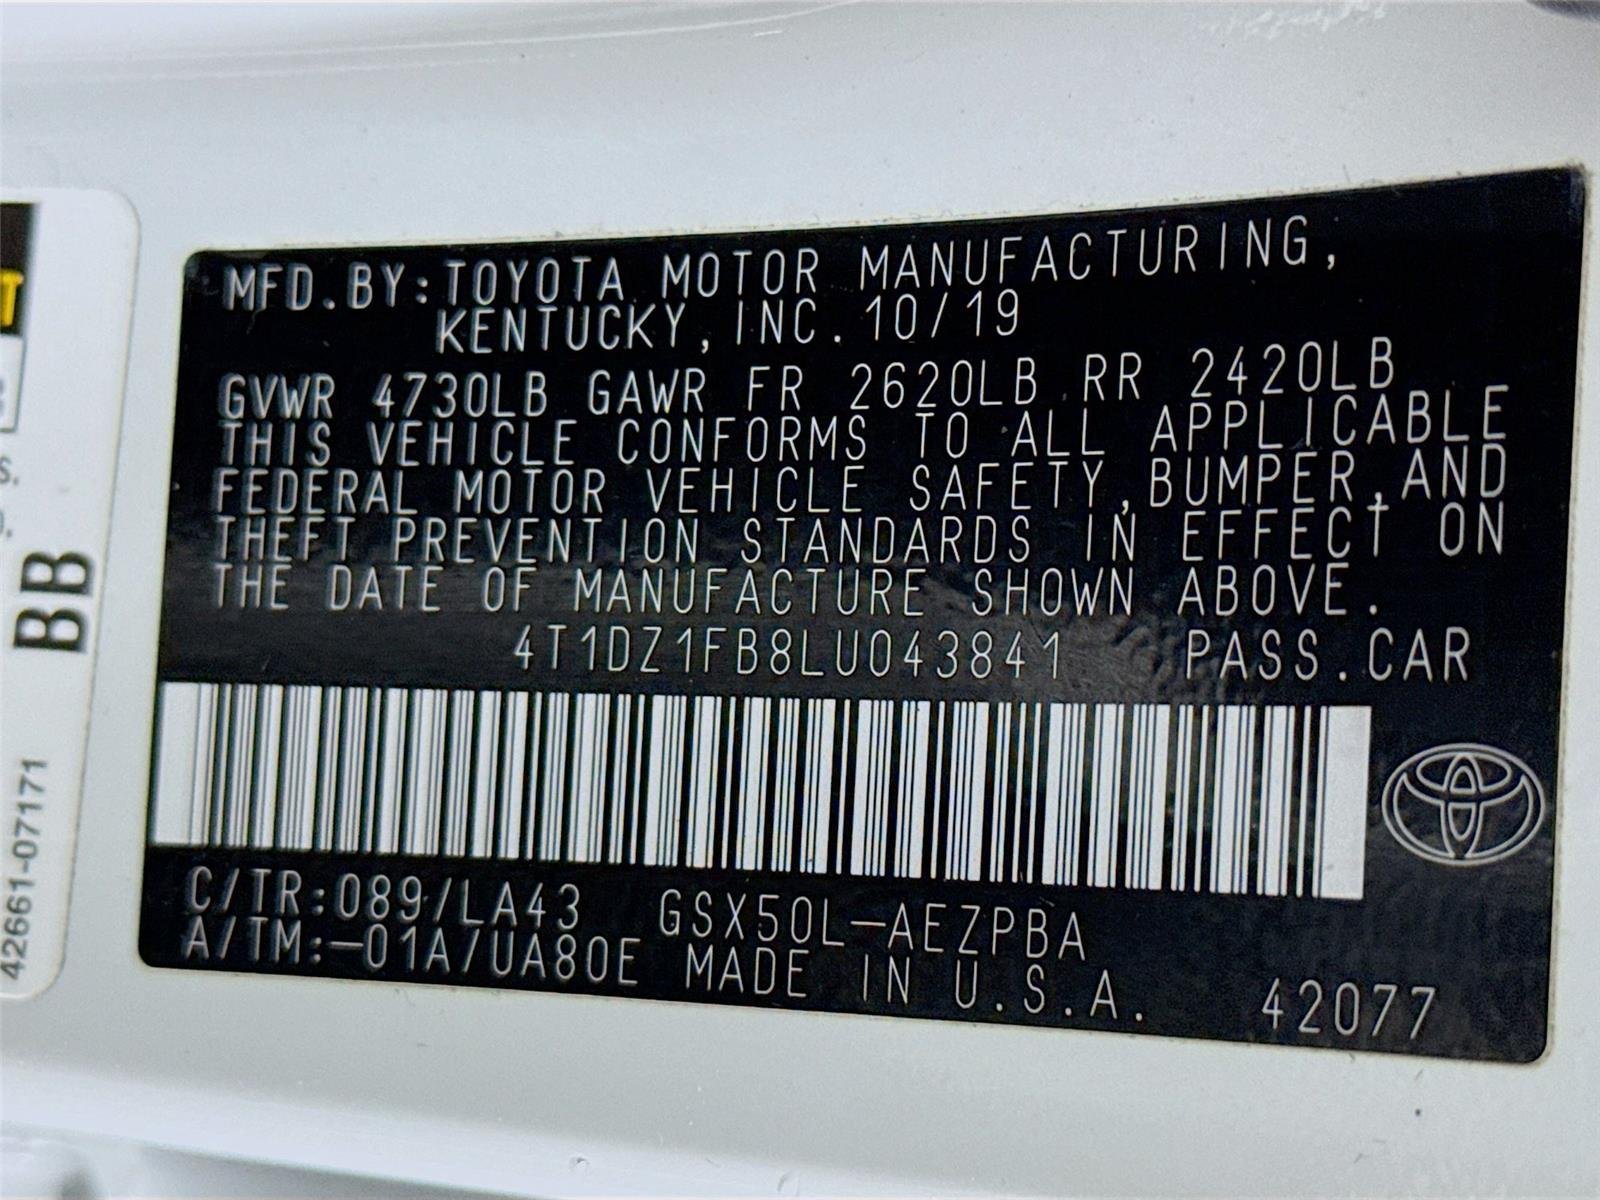 MFD.BY:TOYOTA MOTOR MANUFACTURING,
KENTUCKY, INC. 10/19
GVWR 4730LB GAWR FR 2620LB RR 2420LB
THIS VEHICLE CONFORMS TO ALL APPLICABLE
FEDERAL MOTOR VEHICLE SAFETY,BUMPER,AND
THEFT PREVENTION STANDARDS IN EFFECT ON
THE DATE OF MANUFACTURE SHOWN ABOVE.
4T1DZ1FB8LU043841 PASS.CAR
C/TR:089/LA43 GSX50L-AEZPBA
A/TM:-01A/UA80E MADE IN U.S.A. 42077
T
S.
BB
42661-07171